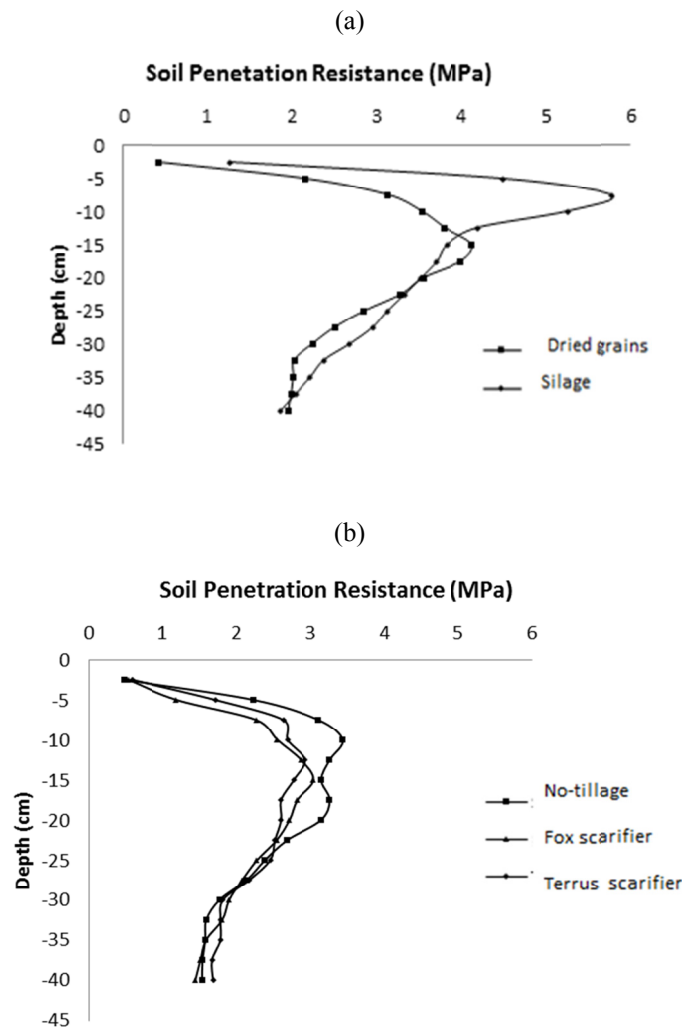 (a)
Soil Penetation Resistance (MPa)
0 1 2 3 4 5 6
0
-5
-10
-15
-20
-25
-30
-35
-40
-45
Depth (cm)
Dried grains
Silage
(b)
Soil Penetration Resistance (MPa)
0 1 2 3 4 5 6
0
-5
-10
-15
-20
-25
-30
-35
-40
-45
Depth (cm)
No-tillage
Fox scarifier
Terrus scarifier